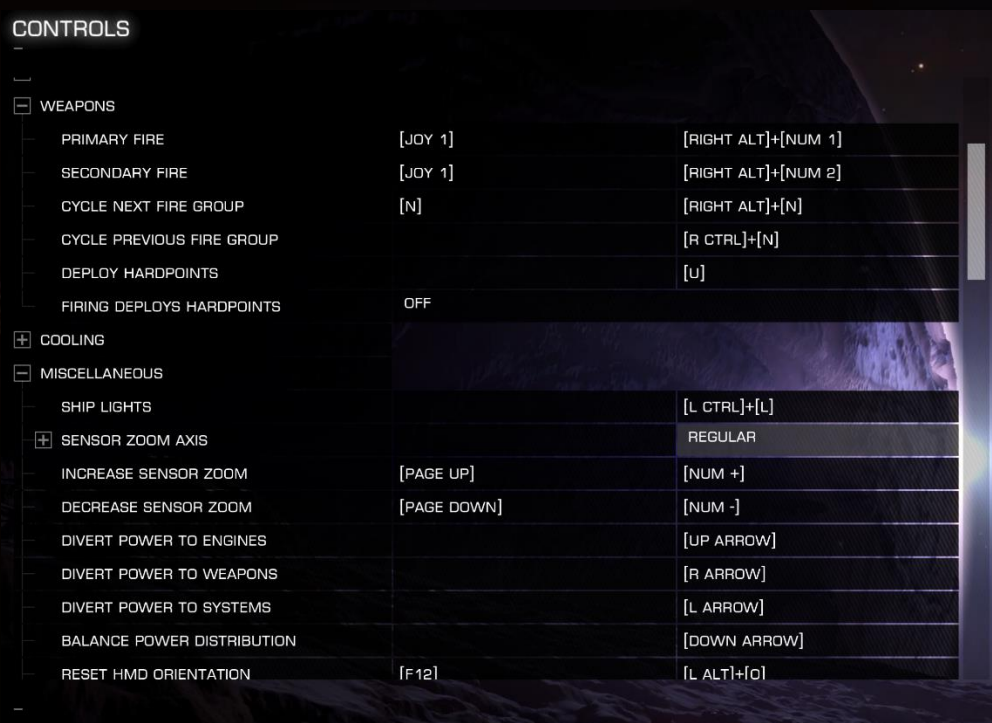 CONTROLS
WEAPONS
PRIMARY FIRE [JOY 1] [RIGHT ALT]+[NUM 1]
SECONDARY FIRE [JOY 1] [RIGHT ALT]+[NUM 2]
CYCLE NEXT FIRE GROUP [N] [RIGHT ALT]+[N]
CYCLE PREVIOUS FIRE GROUP [R CTRL]+[N]
DEPLOY HARDPOINTS [U]
FIRING DEPLOYS HARDPOINTS OFF
COOLING
MISCELLANEOUS
SHIP LIGHTS [L CTRL]+[L]
SENSOR ZOOM AXIS REGULAR
INCREASE SENSOR ZOOM [PAGE UP] [NUM +]
DECREASE SENSOR ZOOM [PAGE DOWN] [NUM -]
DIVERT POWER TO ENGINES [UP ARROW]
DIVERT POWER TO WEAPONS [R ARROW]
DIVERT POWER TO SYSTEMS [L ARROW]
BALANCE POWER DISTRIBUTION [DOWN ARROW]
RESET HMD ORIENTATION [F12] [L ALT]+[0]